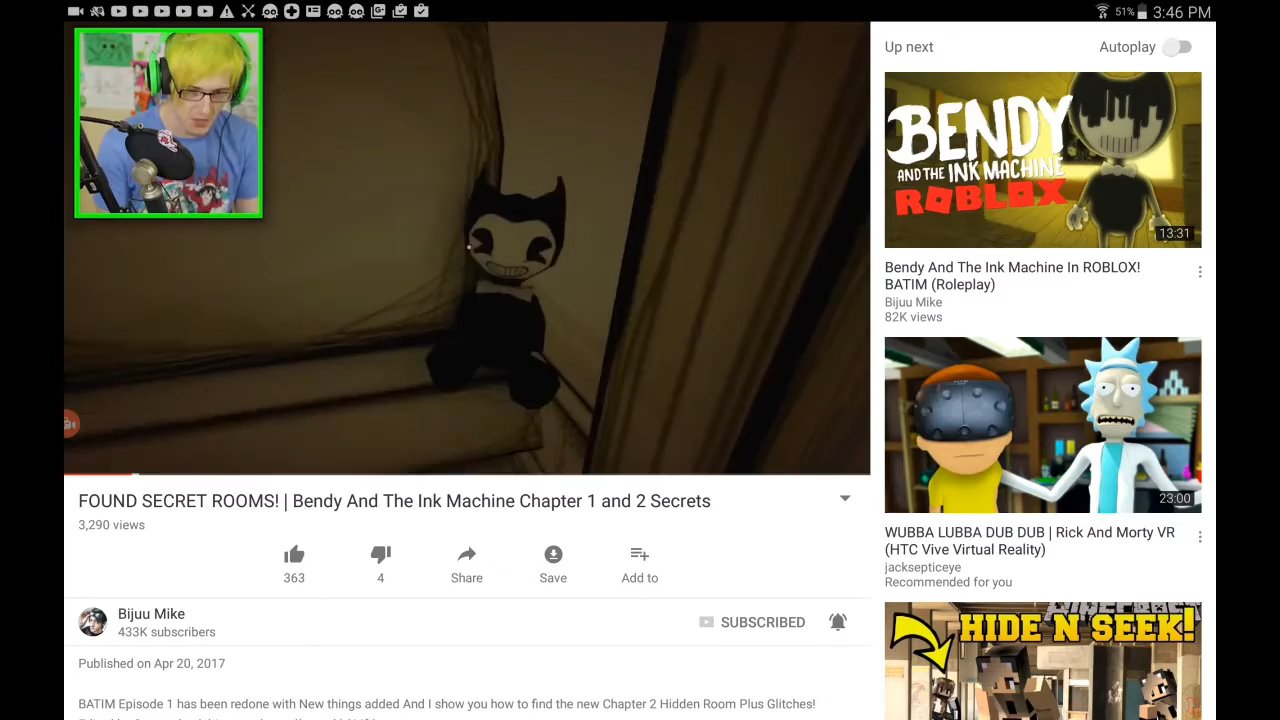 51% 3:46 PM
Up next
Autoplay
BENDY
AND THE INK MACHINE
ROBLOX
13:31
Bendy And The Ink Machine In ROBLOX!
BATIM (Roleplay)
Bijuu Mike
82K views
23:00
WUBBA LUBBA DUB DUB | Rick And Morty VR
(HTC Vive Virtual Reality)
jacksepticeye
Recommended for you
HIDE N SEEK!
FOUND SECRET ROOMS! | Bendy And The Ink Machine Chapter 1 and 2 Secrets
3,290 views
363
4
Share
Save
Add to
Bijuu Mike
433K subscribers
SUBSCRIBED
Published on Apr 20, 2017
BATIM Episode 1 has been redone with New things added And I show you how to find the new Chapter 2 Hidden Room Plus Glitches!